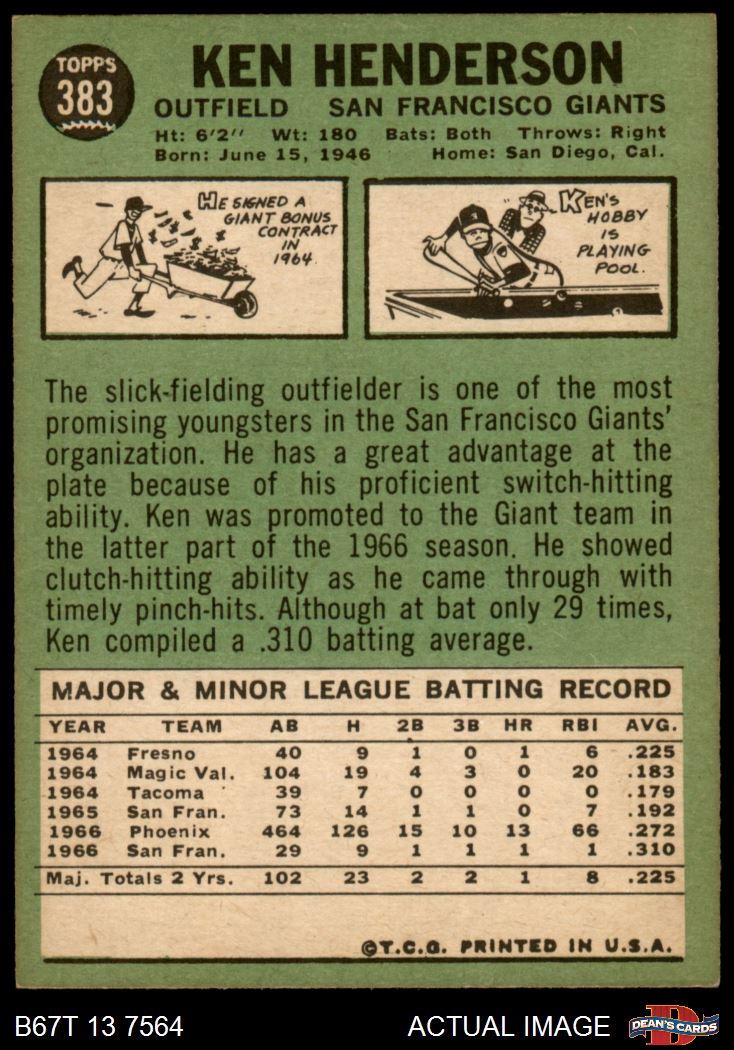 TOPPS
383
KEN HENDERSON
OUTFIELD SAN FRANCISCO GIANTS
Ht: 6'2" Wt: 180 Bats: Both Throws: Right
Born: June 15, 1946 Home: San Diego, Cal.
HE SIGNED A
GIANT BONUS
CONTRACT
IN
1964.
KEN'S
HOBBY
IS
PLAYING
POOL.
The slick-fielding outfielder is one of the most
promising youngsters in the San Francisco Giants'
organization. He has a great advantage at the
plate because of his proficient switch-hitting
ability. Ken was promoted to the Giant team in
the latter part of the 1966 season. He showed
clutch-hitting ability as he came through with
timely pinch-hits. Although at bat only 29 times,
Ken compiled a .310 batting average.
MAJOR & MINOR LEAGUE BATTING RECORD
YEAR TEAM AB H 2B 3B HR RBI AVG.
1964 Fresno 40 9 1 0 1 6 .225
1964 Magic Val. 104 19 4 3 0 20 .183
1964 Tacoma 39 7 0 0 0 0 .179
1965 San Fran. 73 14 1 1 0 7 .192
1966 Phoenix 464 126 15 10 13 66 .272
1966 San Fran. 29 9 1 1 1 1 .310
Maj. Totals 2 Yrs. 102 23 2 2 1 8 .225
©T.C.G. PRINTED IN U.S.A.
B67T 13 7564 ACTUAL IMAGE
D
DEAN'S CARDS